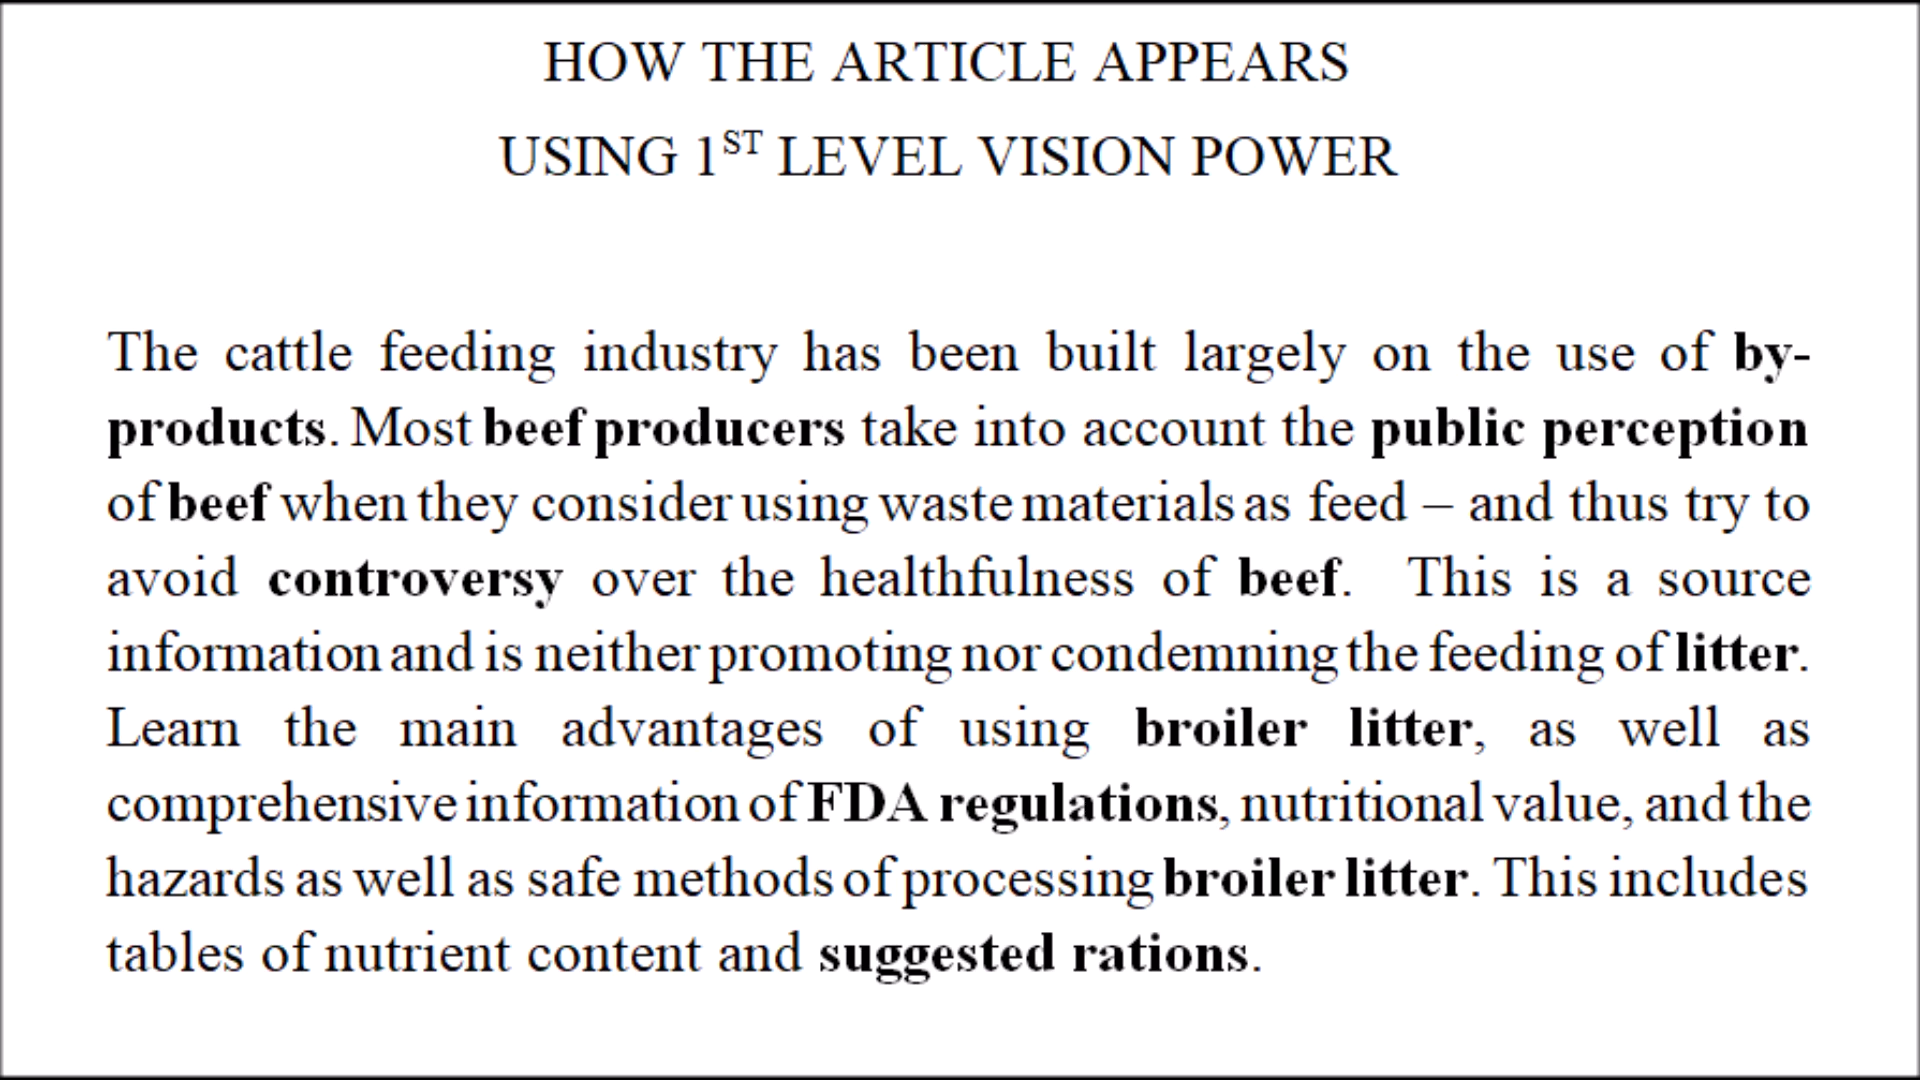 HOW THE ARTICLE APPEARS
USING 1ST LEVEL VISION POWER
The cattle feeding industry has been built largely on the use of by-
products. Most beef producers take into account the public perception
of beef when they consider using waste materials as feed – and thus try to
avoid controversy over the healthfulness of beef.  This is a source
information and is neither promoting nor condemning the feeding of litter.
Learn the main advantages of using broiler litter, as well as
comprehensive information of FDA regulations, nutritional value, and the
hazards as well as safe methods of processing broiler litter. This includes
tables of nutrient content and suggested rations.